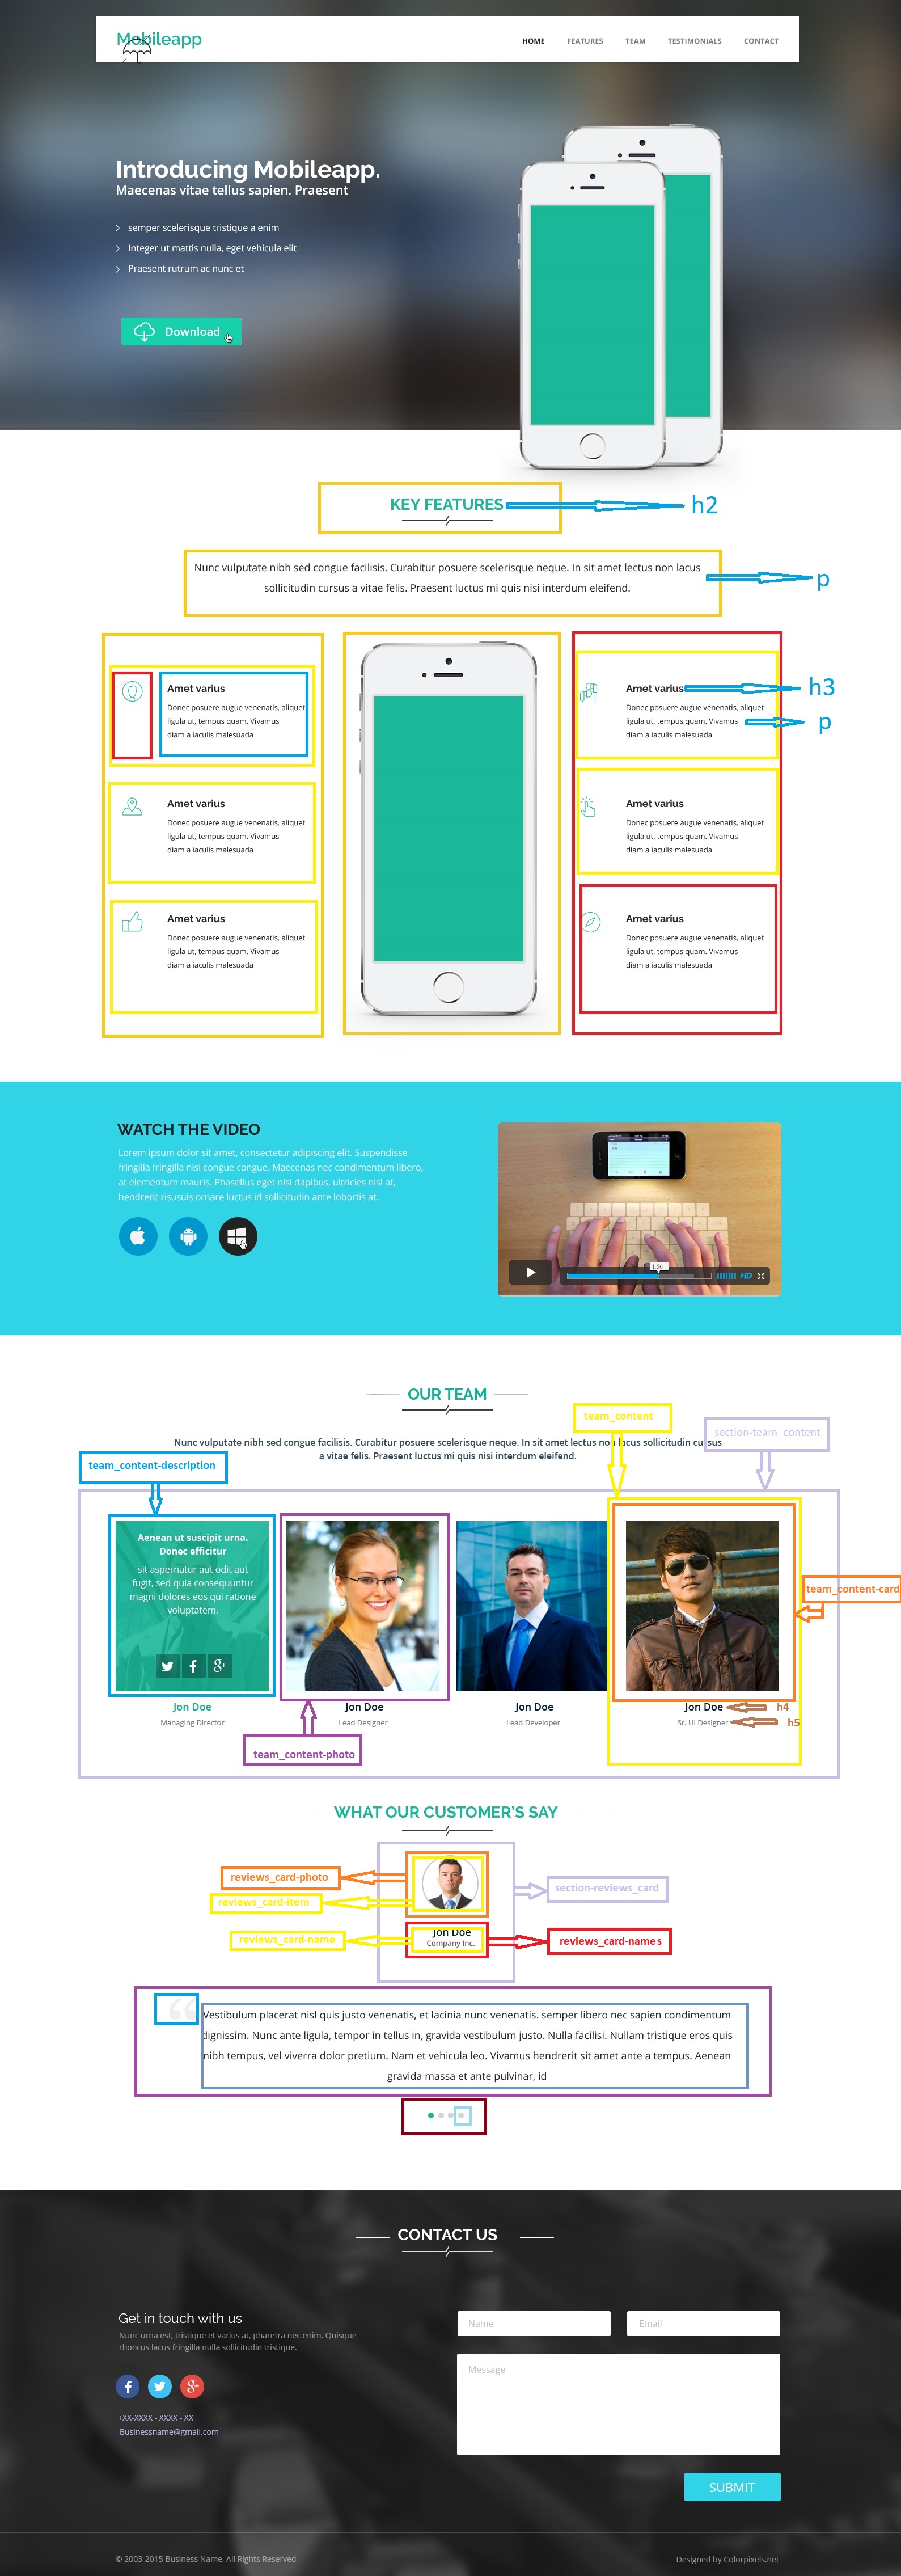 Mobileapp
HOME FEATURES TEAM TESTIMONIALS CONTACT
Introducing Mobileapp.
Maecenas vitae tellus sapien. Praesent
semper scelerisque tristique a enim
Integer ut mattis nulla, eget vehicula elit
Praesent rutrum ac nunc et
Download
KEY FEATURES
h2
Nunc vulputate nibh sed congue facilisis. Curabitur posuere scelerisque neque. In sit amet lectus non lacus
sollicitudin cursus a vitae felis. Praesent luctus mi quis nisi interdum eleifend.
p
Amet varius
Donec posuere augue venenatis, aliquet
ligula ut, tempus quam. Vivamus
diam a iaculis malesuada
Amet varius
h3
Donec posuere augue venenatis, aliquet
ligula ut, tempus quam. Vivamus
p
diam a iaculis malesuada
Amet varius
Donec posuere augue venenatis, aliquet
ligula ut, tempus quam. Vivamus
diam a iaculis malesuada
Amet varius
Donec posuere augue venenatis, aliquet
ligula ut, tempus quam. Vivamus
diam a iaculis malesuada
Amet varius
Donec posuere augue venenatis, aliquet
ligula ut, tempus quam. Vivamus
diam a iaculis malesuada
Amet varius
Donec posuere augue venenatis, aliquet
ligula ut, tempus quam. Vivamus
diam a iaculis malesuada
WATCH THE VIDEO
Lorem ipsum dolor sit amet, consectetur adipiscing elit. Suspendisse
fringilla fringilla nisl congue congue. Maecenas nec condimentum libero,
at elementum mauris. Phasellus eget nisi dapibus, ultricies nisl at,
hendrerit risusuis ornare luctus id sollicitudin ante lobortis at.
1:56
HD
OUR TEAM
team_content
section-team_content
Nunc vulputate nibh sed congue facilisis. Curabitur posuere scelerisque neque. In sit amet lectus non lacus sollicitudin cursus
a vitae felis. Praesent luctus mi quis nisi interdum eleifend.
team_content-description
Aenean ut suscipit urna.
Donec efficitur
sit aspernatur aut odit aut
fugit, sed quia consequuntur
magni dolores eos qui ratione
voluptatem.
team_content-card
Jon Doe
Managing Director
Jon Doe
Lead Designer
Jon Doe
Lead Developer
Jon Doe
h4
Sr. UI Designer
h5
team_content-photo
WHAT OUR CUSTOMER'S SAY
reviews_card-photo
section-reviews_card
reviews_card-item
Jon Doe
Company Inc.
reviews_card-name
reviews_card-names
“
Vestibulum placerat nisl quis justo venenatis, et lacinia nunc venenatis. semper libero nec sapien condimentum
dignissim. Nunc ante ligula, tempor in tellus in, gravida vestibulum justo. Nulla facilisi. Nullam tristique eros quis
nibh tempus, vel viverra dolor pretium. Nam et vehicula leo. Vivamus hendrerit sit amet ante a tempus. Aenean
gravida massa et ante pulvinar, id
CONTACT US
Get in touch with us
Nunc urna est, tristique et varius at, pharetra nec enim. Quisque
rhoncus lacus fringilla nulla sollicitudin tristique.
+XX-XXXX - XXXX - XX
Businessname@gmail.com
Name
Email
Message
SUBMIT
© 2003-2015 Business Name, All Rights Reserved
Designed by Colorpixels.net